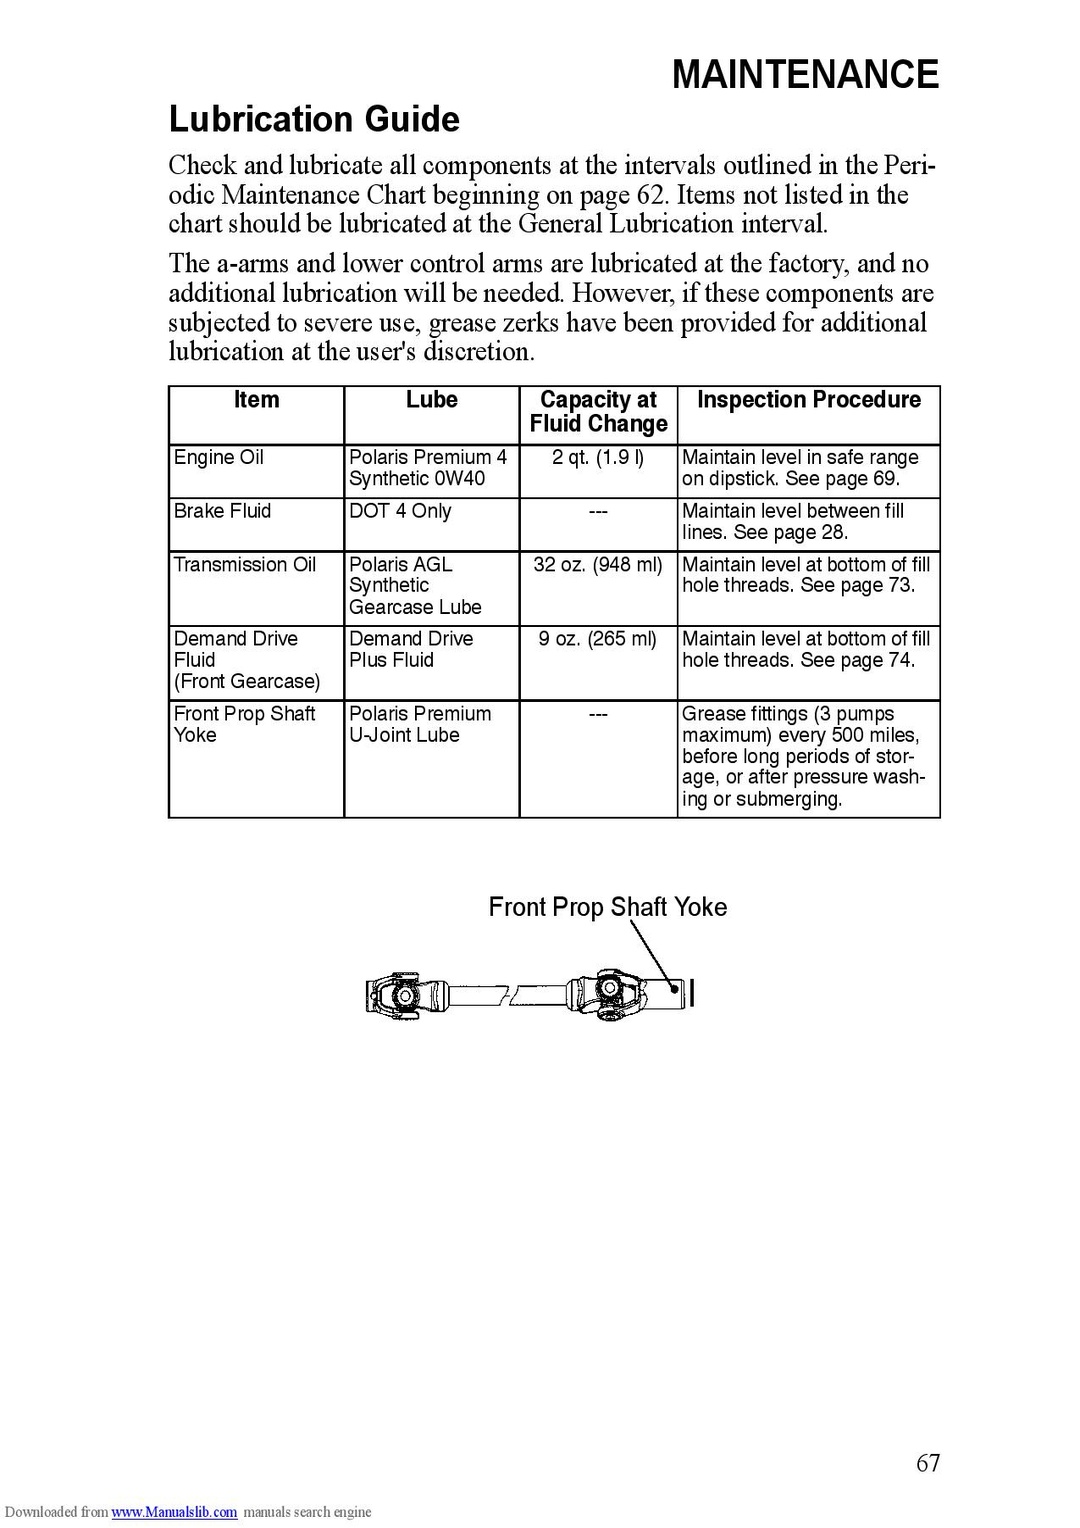 MAINTENANCE
Lubrication Guide
Check and lubricate all components at the intervals outlined in the Peri-
odic Maintenance Chart beginning on page 62. Items not listed in the
chart should be lubricated at the General Lubrication interval.
The a-arms and lower control arms are lubricated at the factory, and no
additional lubrication will be needed. However, if these components are
subjected to severe use, grease zerks have been provided for additional
lubrication at the user's discretion.
Item Lube Capacity at Inspection Procedure
Fluid Change
Engine Oil Polaris Premium 4 2 qt. (1.9 l) Maintain level in safe range
Synthetic 0W40 on dipstick. See page 69.
Brake Fluid DOT 4 Only --- Maintain level between fill
lines. See page 28.
Transmission Oil Polaris AGL 32 oz. (948 ml) Maintain level at bottom of fill
Synthetic hole threads. See page 73.
Gearcase Lube
Demand Drive Demand Drive 9 oz. (265 ml) Maintain level at bottom of fill
Fluid Plus Fluid hole threads. See page 74.
(Front Gearcase)
Front Prop Shaft Polaris Premium --- Grease fittings (3 pumps
Yoke U-Joint Lube maximum) every 500 miles,
before long periods of stor-
age, or after pressure wash-
ing or submerging.
Front Prop Shaft Yoke
67
Downloaded from www.Manualslib.com manuals search engine